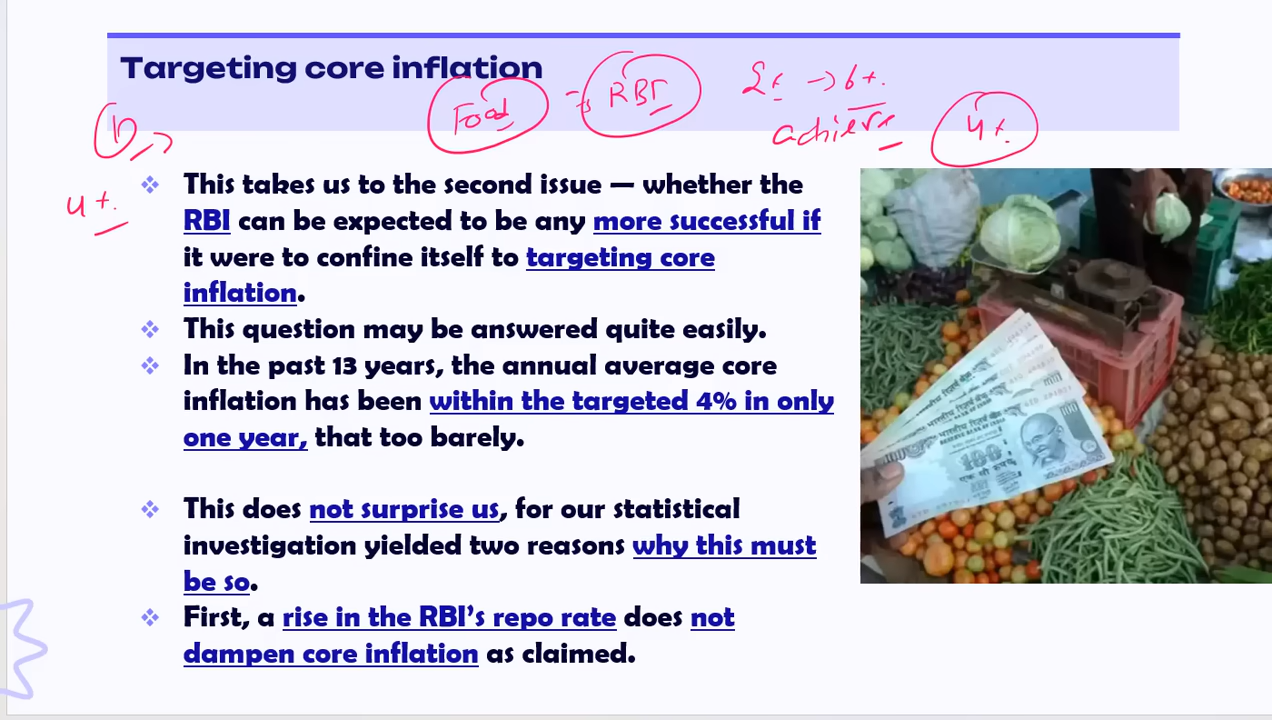 Targeting core inflation
Food → RBI 2% → 6%.
achieve 4%.
1) →
4%.
❖ This takes us to the second issue — whether the
RBI can be expected to be any more successful if
it were to confine itself to targeting core
inflation.
❖ This question may be answered quite easily.
❖ In the past 13 years, the annual average core
inflation has been within the targeted 4% in only
one year, that too barely.
❖ This does not surprise us, for our statistical
investigation yielded two reasons why this must
be so.
❖ First, a rise in the RBI’s repo rate does not
dampen core inflation as claimed.
100